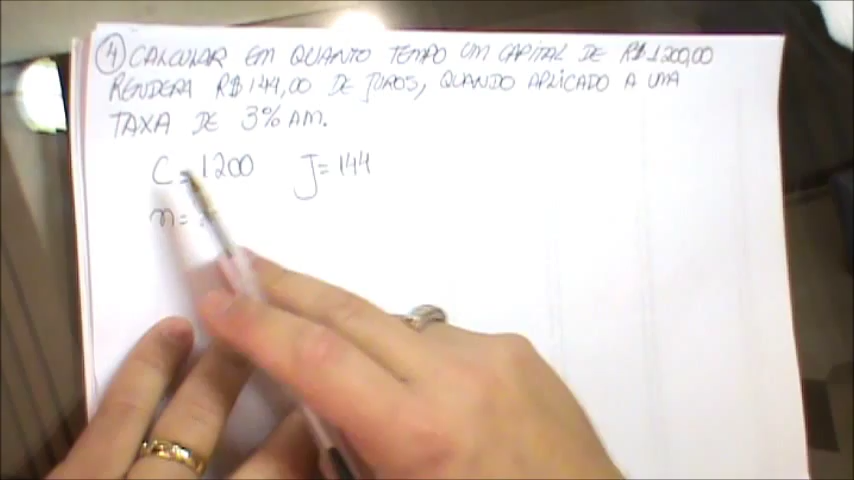 4 CALCULAR EM QUANTO TEMPO UM CAPITAL DE R$1200,00
RENDERA R$144,00 DE JUROS, QUANDO APLICADO A UMA
TAXA DE 3% AM.
C = 1200 J = 144
n =